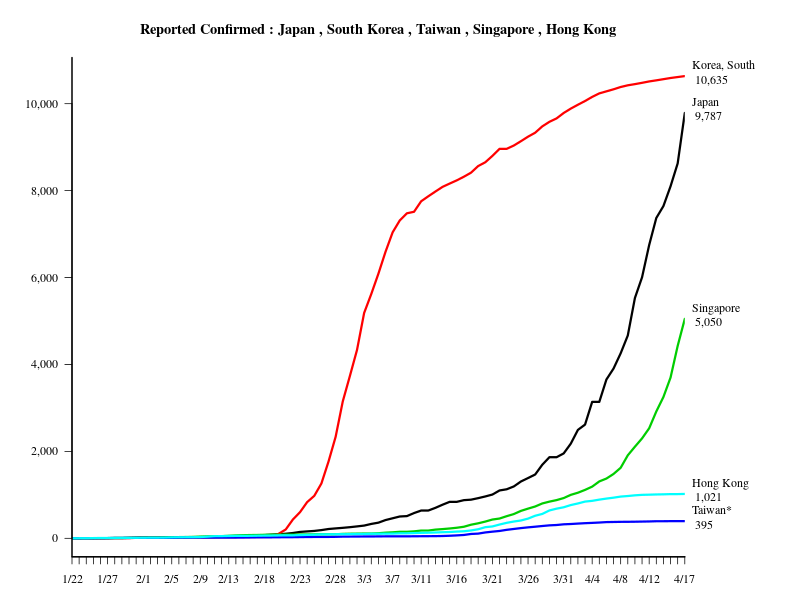 Reported Confirmed : Japan , South Korea , Taiwan , Singapore , Hong Kong
Korea, South
10,635
Japan
9,787
Singapore
5,050
Hong Kong
1,021
Taiwan*
395
10,000
8,000
6,000
4,000
2,000
0
1/22 1/27 2/1 2/5 2/9 2/13 2/18 2/23 2/28 3/3 3/7 3/11 3/16 3/21 3/26 3/31 4/4 4/8 4/12 4/17